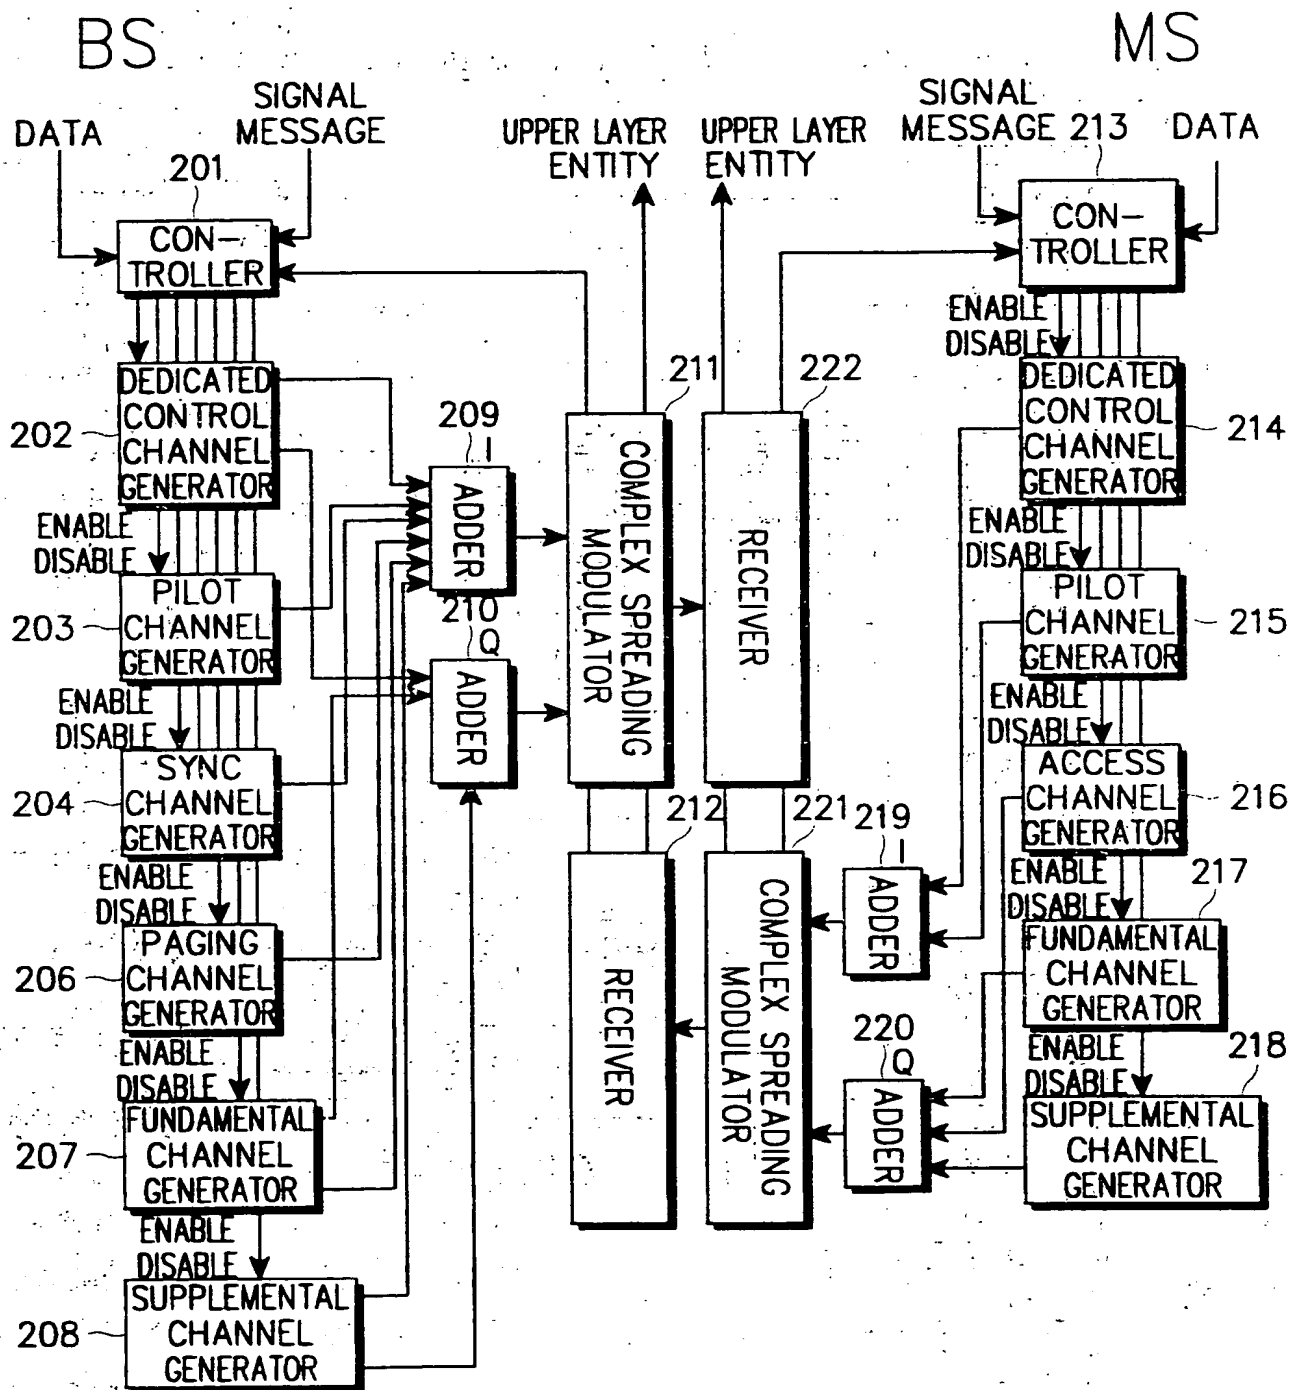 BS
MS
DATA
SIGNAL
MESSAGE
201
UPPER LAYER
ENTITY
UPPER LAYER
ENTITY
SIGNAL
MESSAGE 213
DATA
CON-
TROLLER
CON-
TROLLER
ENABLE
DISABLE
DEDICATED
CONTROL
CHANNEL
GENERATOR
202
209
I
ADDER
211
COMPLEX SPREADING
MODULATOR
222
RECEIVER
DEDICATED
CONTROL
CHANNEL
GENERATOR
214
ENABLE
DISABLE
PILOT
CHANNEL
GENERATOR
203
210
Q
ADDER
ENABLE
DISABLE
PILOT
CHANNEL
GENERATOR
215
ENABLE
DISABLE
SYNC
CHANNEL
GENERATOR
204
ENABLE
DISABLE
ACCESS
CHANNEL
GENERATOR
216
ENABLE
DISABLE
PAGING
CHANNEL
GENERATOR
206
212
RECEIVER
221
COMPLEX SPREADING
MODULATOR
219
I
ADDER
ENABLE
DISABLE
217
FUNDAMENTAL
CHANNEL
GENERATOR
ENABLE
DISABLE
FUNDAMENTAL
CHANNEL
GENERATOR
207
220
Q
ADDER
ENABLE
DISABLE
218
SUPPLEMENTAL
CHANNEL
GENERATOR
ENABLE
DISABLE
SUPPLEMENTAL
CHANNEL
GENERATOR
208